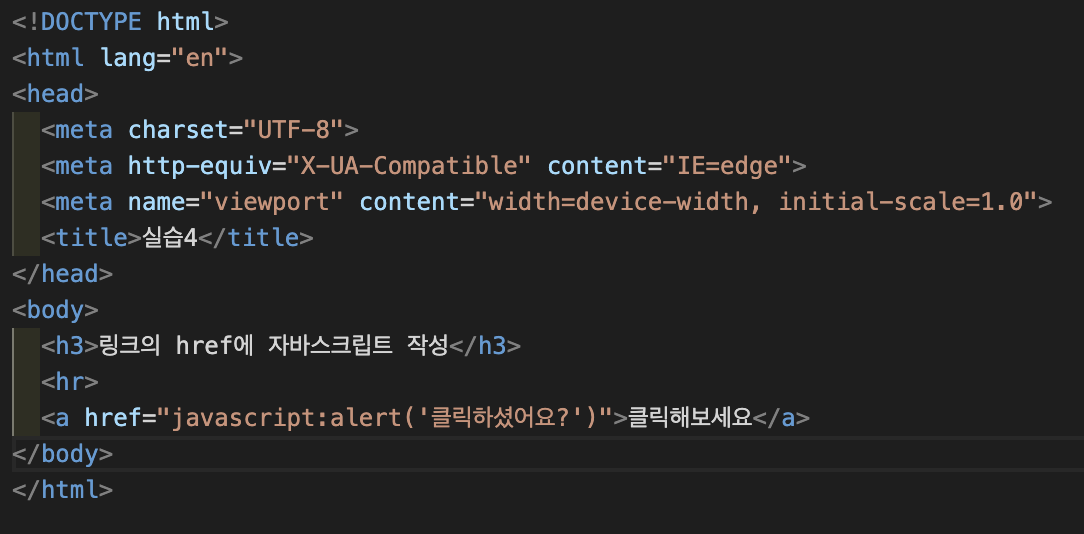 <!DOCTYPE html>
<html lang="en">
<head>
  <meta charset="UTF-8">
  <meta http-equiv="X-UA-Compatible" content="IE=edge">
  <meta name="viewport" content="width=device-width, initial-scale=1.0">
  <title>실습4</title>
</head>
<body>
  <h3>링크의 href에 자바스크립트 작성</h3>
  <hr>
  <a href="javascript:alert('클릭하셨어요?')">클릭해보세요</a>
</body>
</html>